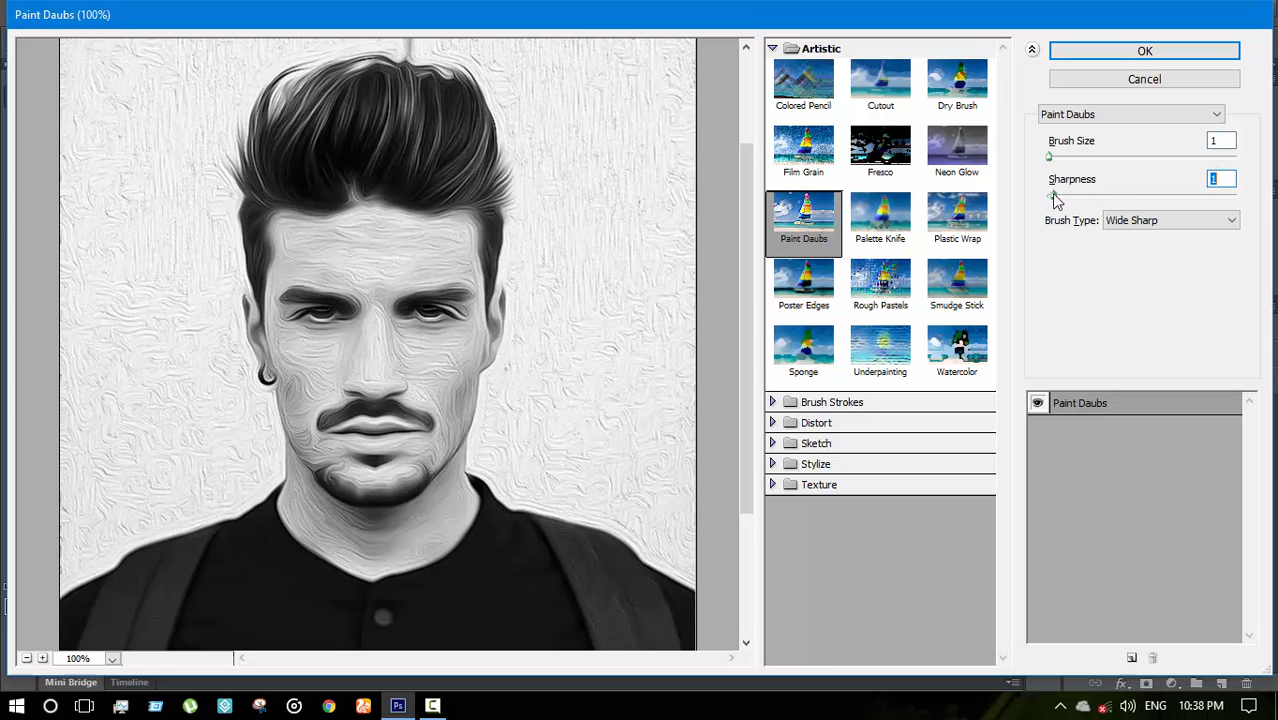 Paint Daubs (100%)
Artistic
Colored Pencil
Cutout
Dry Brush
Film Grain
Fresco
Neon Glow
Paint Daubs
Palette Knife
Plastic Wrap
Poster Edges
Rough Pastels
Smudge Stick
Sponge
Underpainting
Watercolor
Brush Strokes
Distort
Sketch
Stylize
Texture
OK
Cancel
Paint Daubs
Brush Size 1
Sharpness 1
Brush Type: Wide Sharp
Paint Daubs
100%
Mini Bridge Timeline
fx
Ps
ENG 10:38 PM